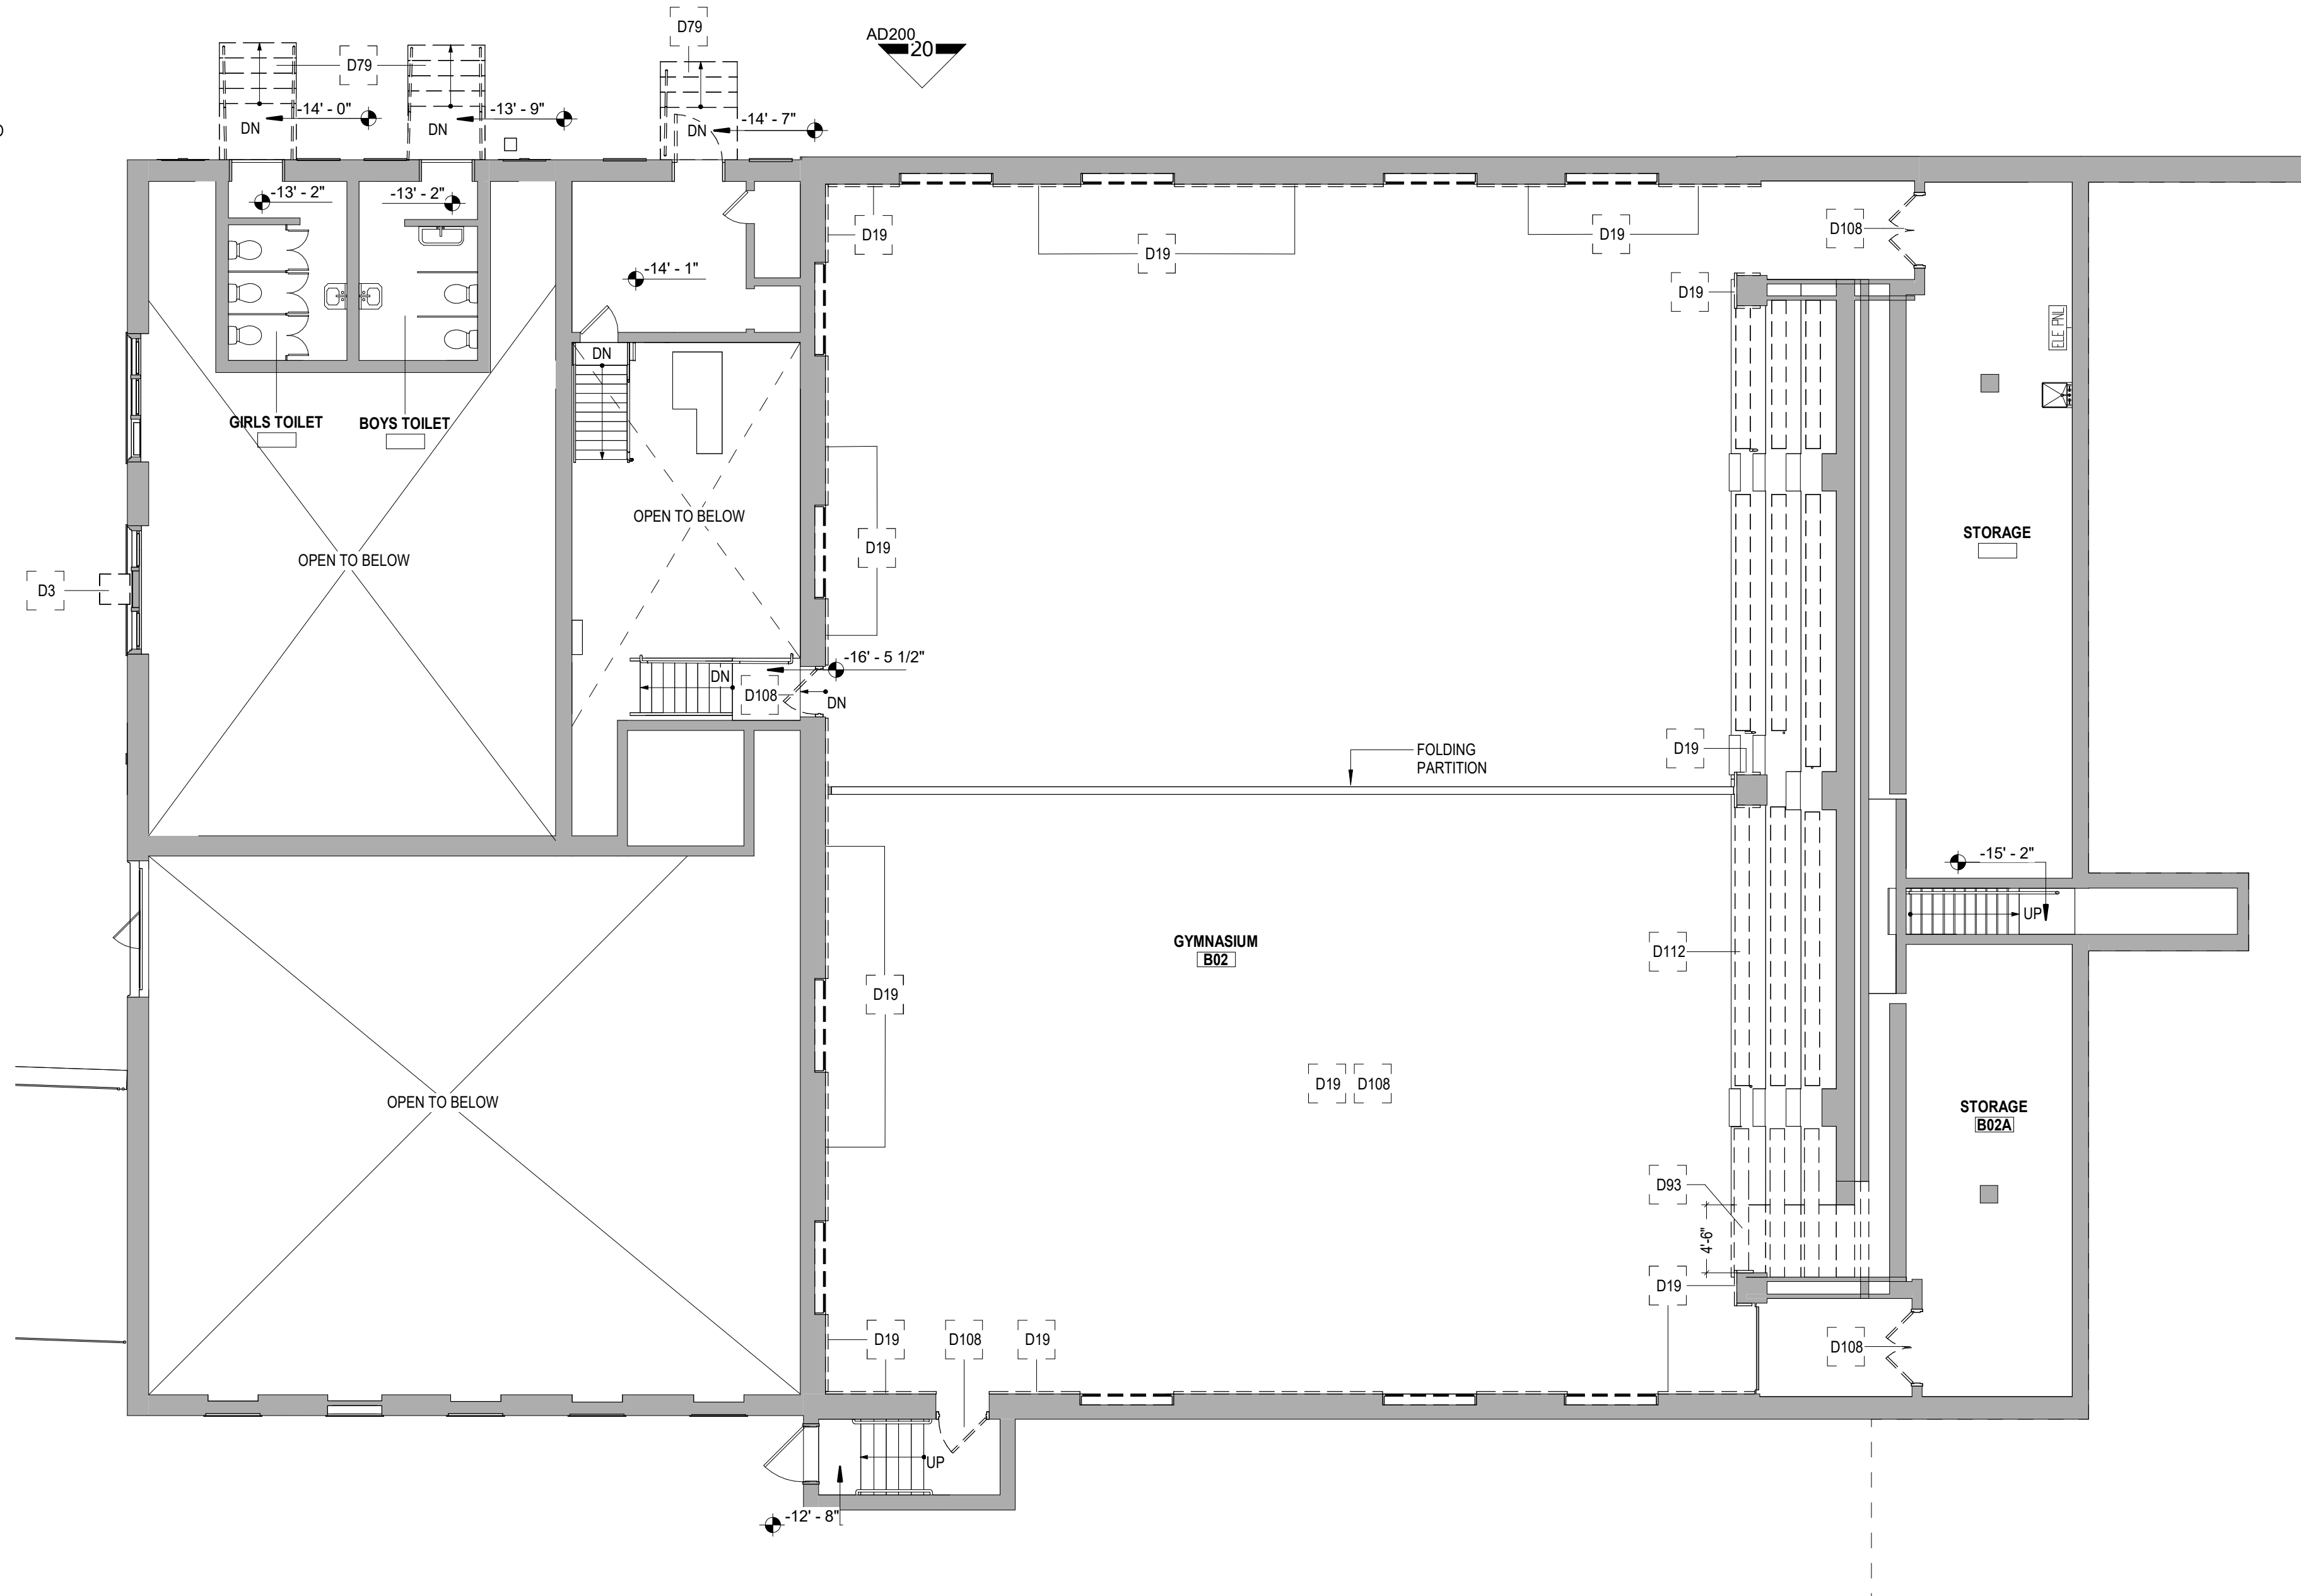 D79
AD200
20
D79
-14' - 0"
-13' - 9"
-14' - 7"
DN
DN
DN
-13' - 2"
-13' - 2"
D19
D19
D19
D108
-14' - 1"
D19
ELE PNL
DN
GIRLS TOILET
BOYS TOILET
OPEN TO BELOW
STORAGE
D19
OPEN TO BELOW
D3
-16' - 5 1/2"
DN
D108
DN
FOLDING
PARTITION
D19
-15' - 2"
UP
GYMNASIUM
B02
D112
D19
D19
D108
OPEN TO BELOW
STORAGE
B02A
D93
4'-6"
D19
D19
D108
D19
D108
UP
-12' - 8"